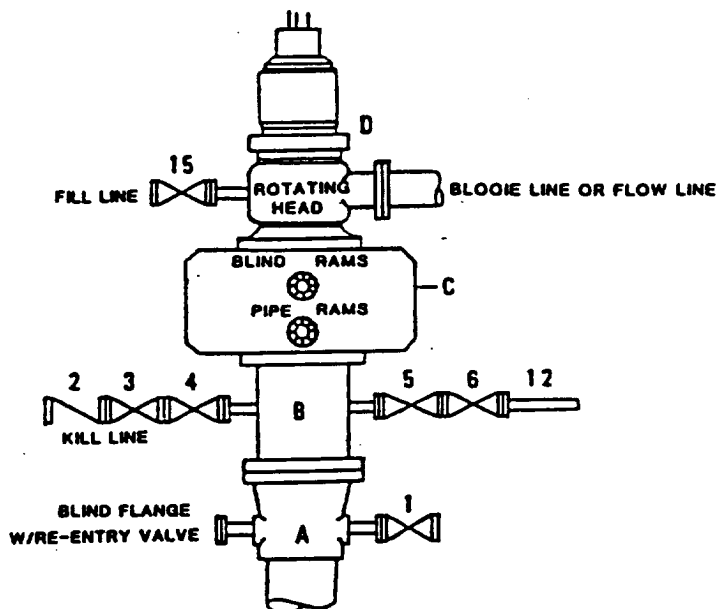 D
15
FILL LINE
ROTATING
HEAD
BLOOIE LINE OR FLOW LINE
BLIND RAMS
C
PIPE RAMS
2 3 4
5 6 12
B
KILL LINE
BLIND FLANGE
W/RE-ENTRY VALVE
A
1